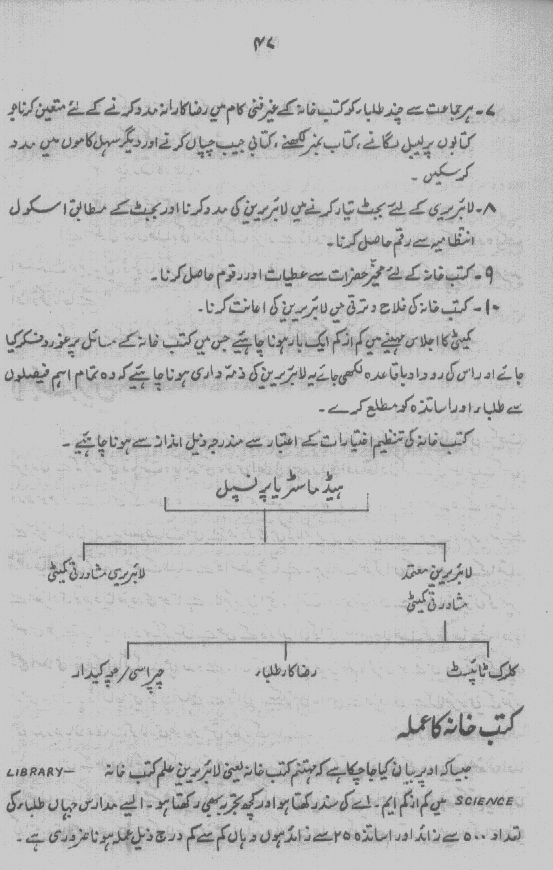 ۴۷
۷۔ ہر جماعت سے چند طلباء کو کتب خانہ کے غیر فنی کام میں رضا کارانہ مدد کرنے کے لئے متعین کرنا جو
کتابوں پر لیبل لگانے، کتاب نمبر لکھنے، کتابی جیب چپاں کرنے اور دیگر سہل کاموں میں مدد
کر سکیں ۔
۸۔ لائبریری کے لئے بجٹ تیار کرنے میں لائبریرین کی مدد کرنا اور بجٹ کے مطابق اسکول
انتظامیہ سے رقم حاصل کرنا۔
۹۔ کتب خانہ کے لئے مخیّر حضرات سے عطیات اور رقوم حاصل کرنا۔
۱۰۔ کتب خانہ کی فلاح و ترقی میں لائبریرین کی اعانت کرنا۔
کمیٹی کا اجلاس مہینے میں کم از کم ایک بار ہونا چاہئیے جس میں کتب خانہ کے مسائل پر غور و فکر کیا
جائے اور اس کی روداد باقاعدہ لکھی جائے یہ لائبریرین کی ذمہ داری ہونا چاہئیے کہ وہ تمام اہم فیصلوں
سے طلباء اور اساتذہ کو مطلع کرے۔
کتب خانہ کی تنظیم اختیارات کے اعتبار سے مندرجہ ذیل انداز سے ہونا چاہئیے ۔
ہیڈ ماسٹر یا پرنسپل
لائبریرین معتمد لائبریری مشاورتی کمیٹی
مشاورتی کمیٹی
کلرک ٹائپسٹ رضا کار طلباء چپراسی/چوکیدار
کتب خانہ کا عملہ
جیسا کہ اوپر بیان کیا جا چکا ہے کہ مہتمم کتب خانہ یعنی لائبریرین علم کتب خانہ LIBRARY—
SCIENCE میں کم از کم ایم۔ اے کی سند رکھتا ہو اور کچھ تجربہ بھی رکھتا ہو۔ ایسے مدارس جہاں طلباء کی
تعداد ۵۰۰ سے زائد اور اساتذہ ۲۵ سے زائد ہوں وہاں کم سے کم درج ذیل عملہ ہونا ضروری ہے۔